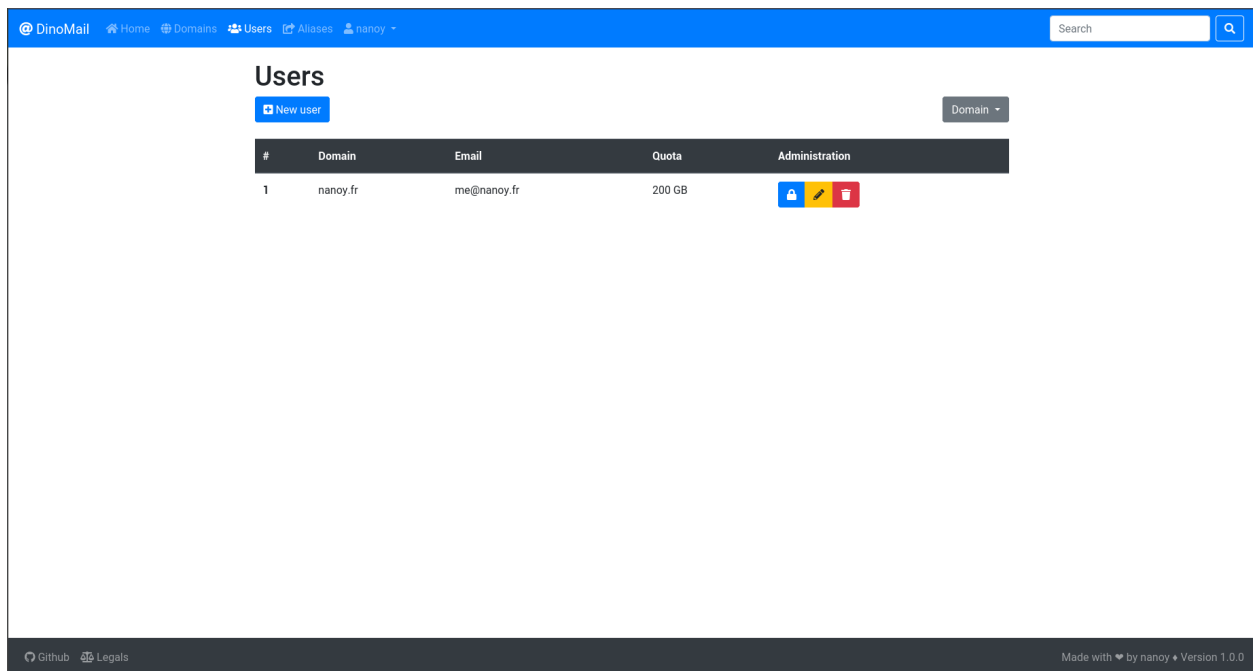 @ DinoMail Home Domains Users Aliases nanoy Search
Users
New user Domain
# Domain Email Quota Administration
1 nanoy.fr me@nanoy.fr 200 GB
Github Legals Made with ❤ by nanoy ♦ Version 1.0.0